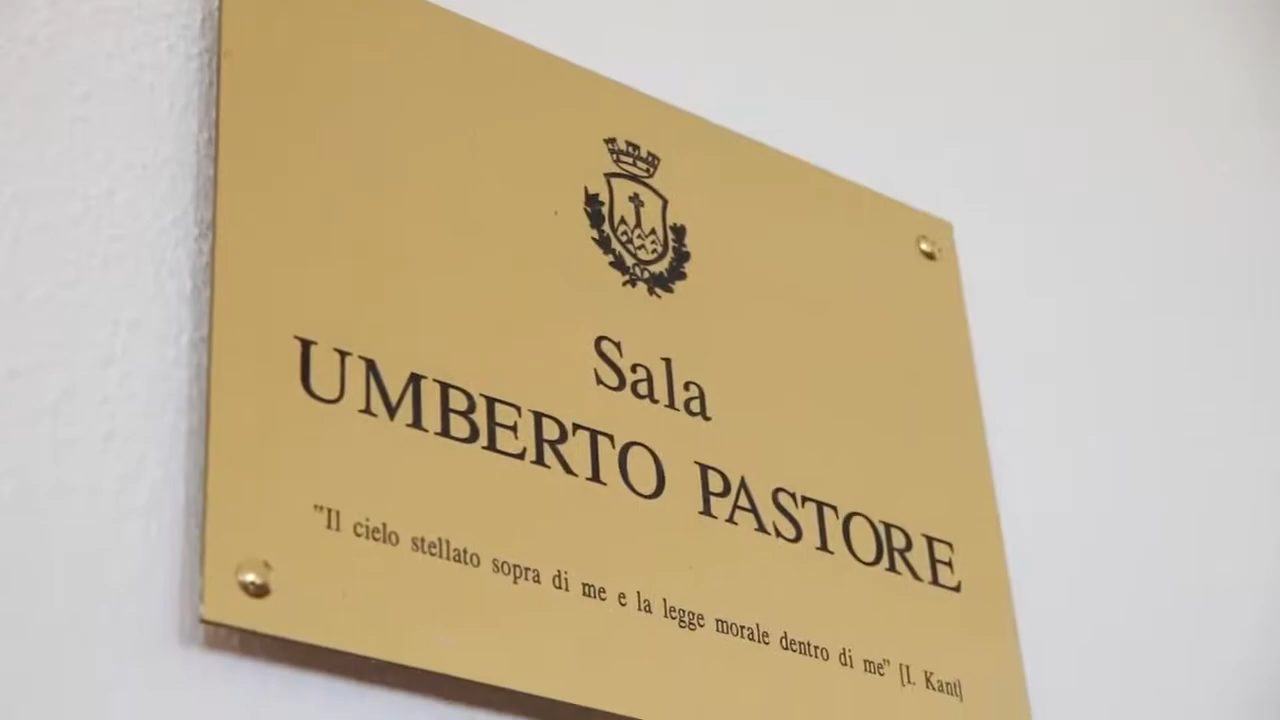 Sala
UMBERTO PASTORE
"Il cielo stellato sopra di me e la legge morale dentro di me" [I. Kant]